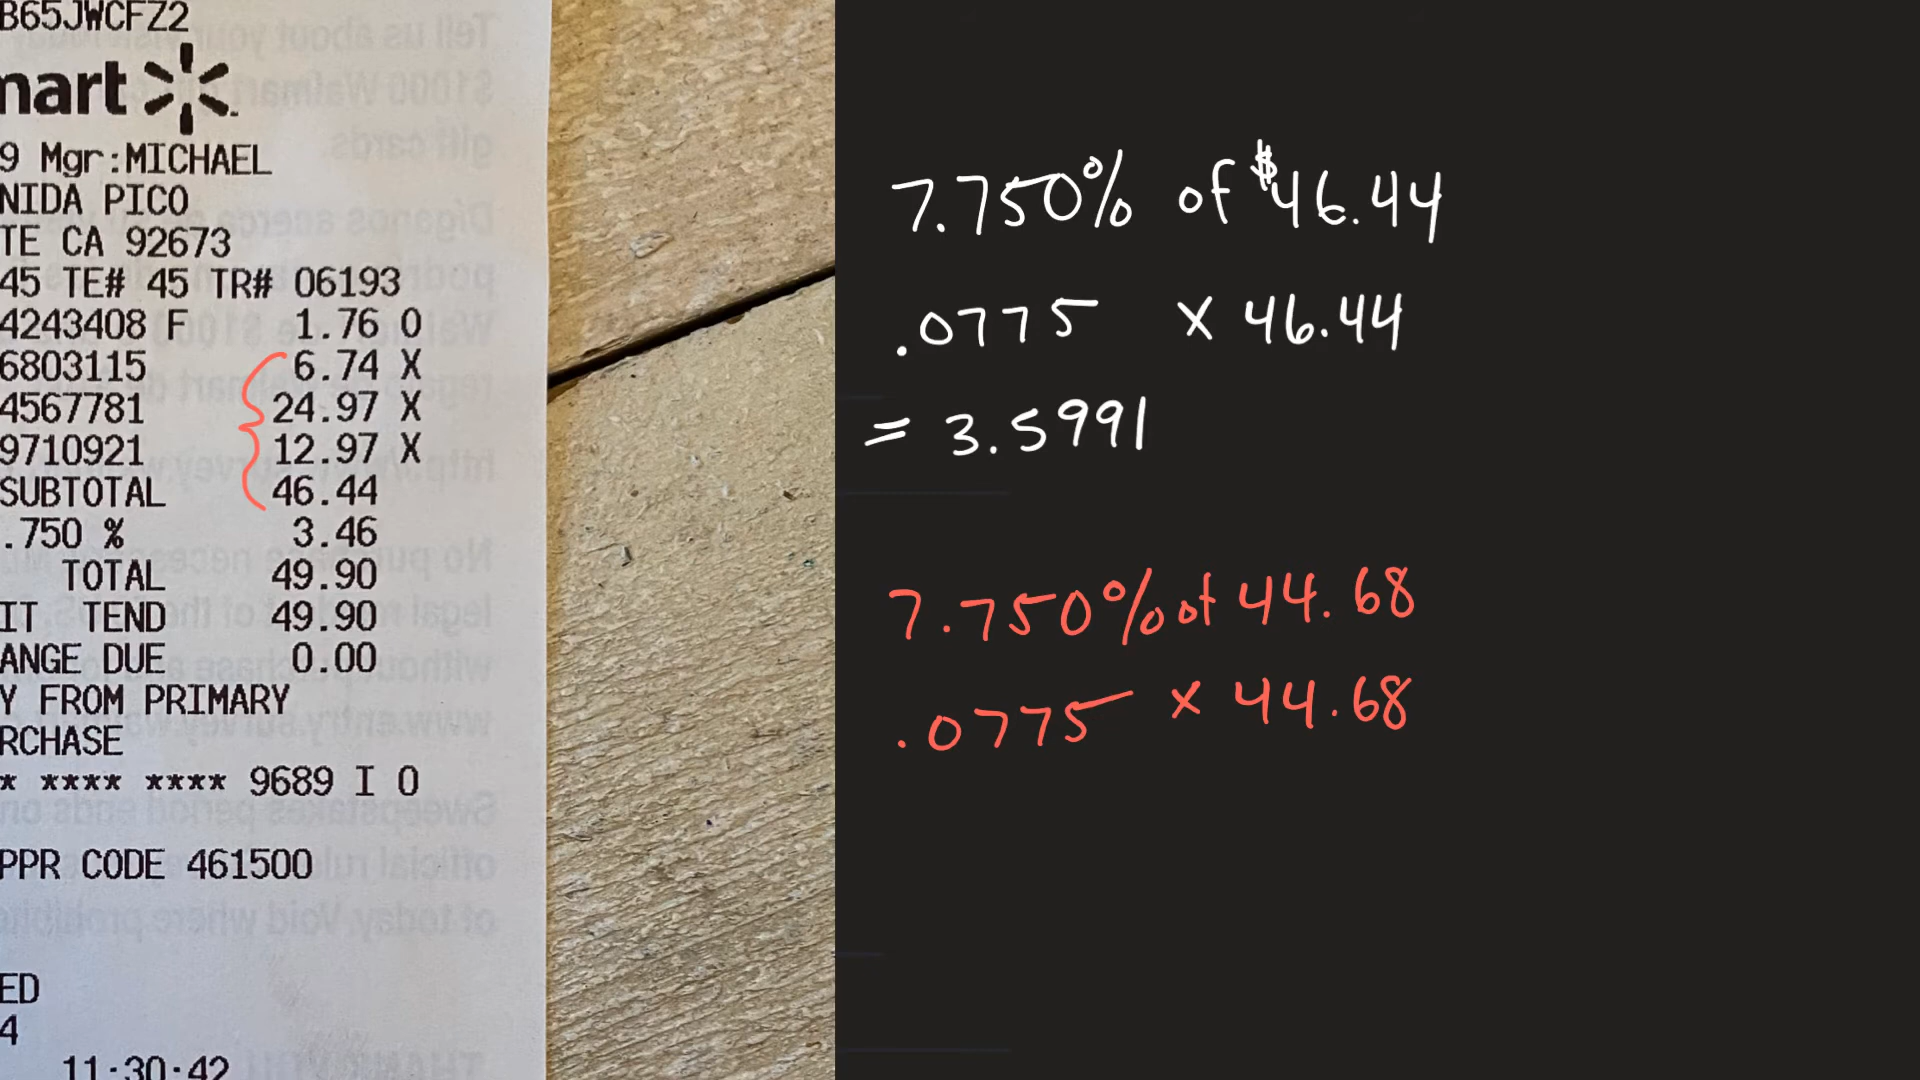 B65JWCFZ2
mart
9 Mgr:MICHAEL
NIDA PICO
TE CA 92673
45 TE# 45 TR# 06193
4243408 F 1.76 O
6803115 6.74 X
4567781 24.97 X
9710921 12.97 X
SUBTOTAL 46.44
.750 % 3.46
TOTAL 49.90
IT TEND 49.90
ANGE DUE 0.00
Y FROM PRIMARY
RCHASE
* **** **** 9689 I 0
PPR CODE 461500
ED
4
11:30:42
7.750% of $46.44
.0775 x 46.44
= 3.5991
7.750% of 44.68
.0775 x 44.68